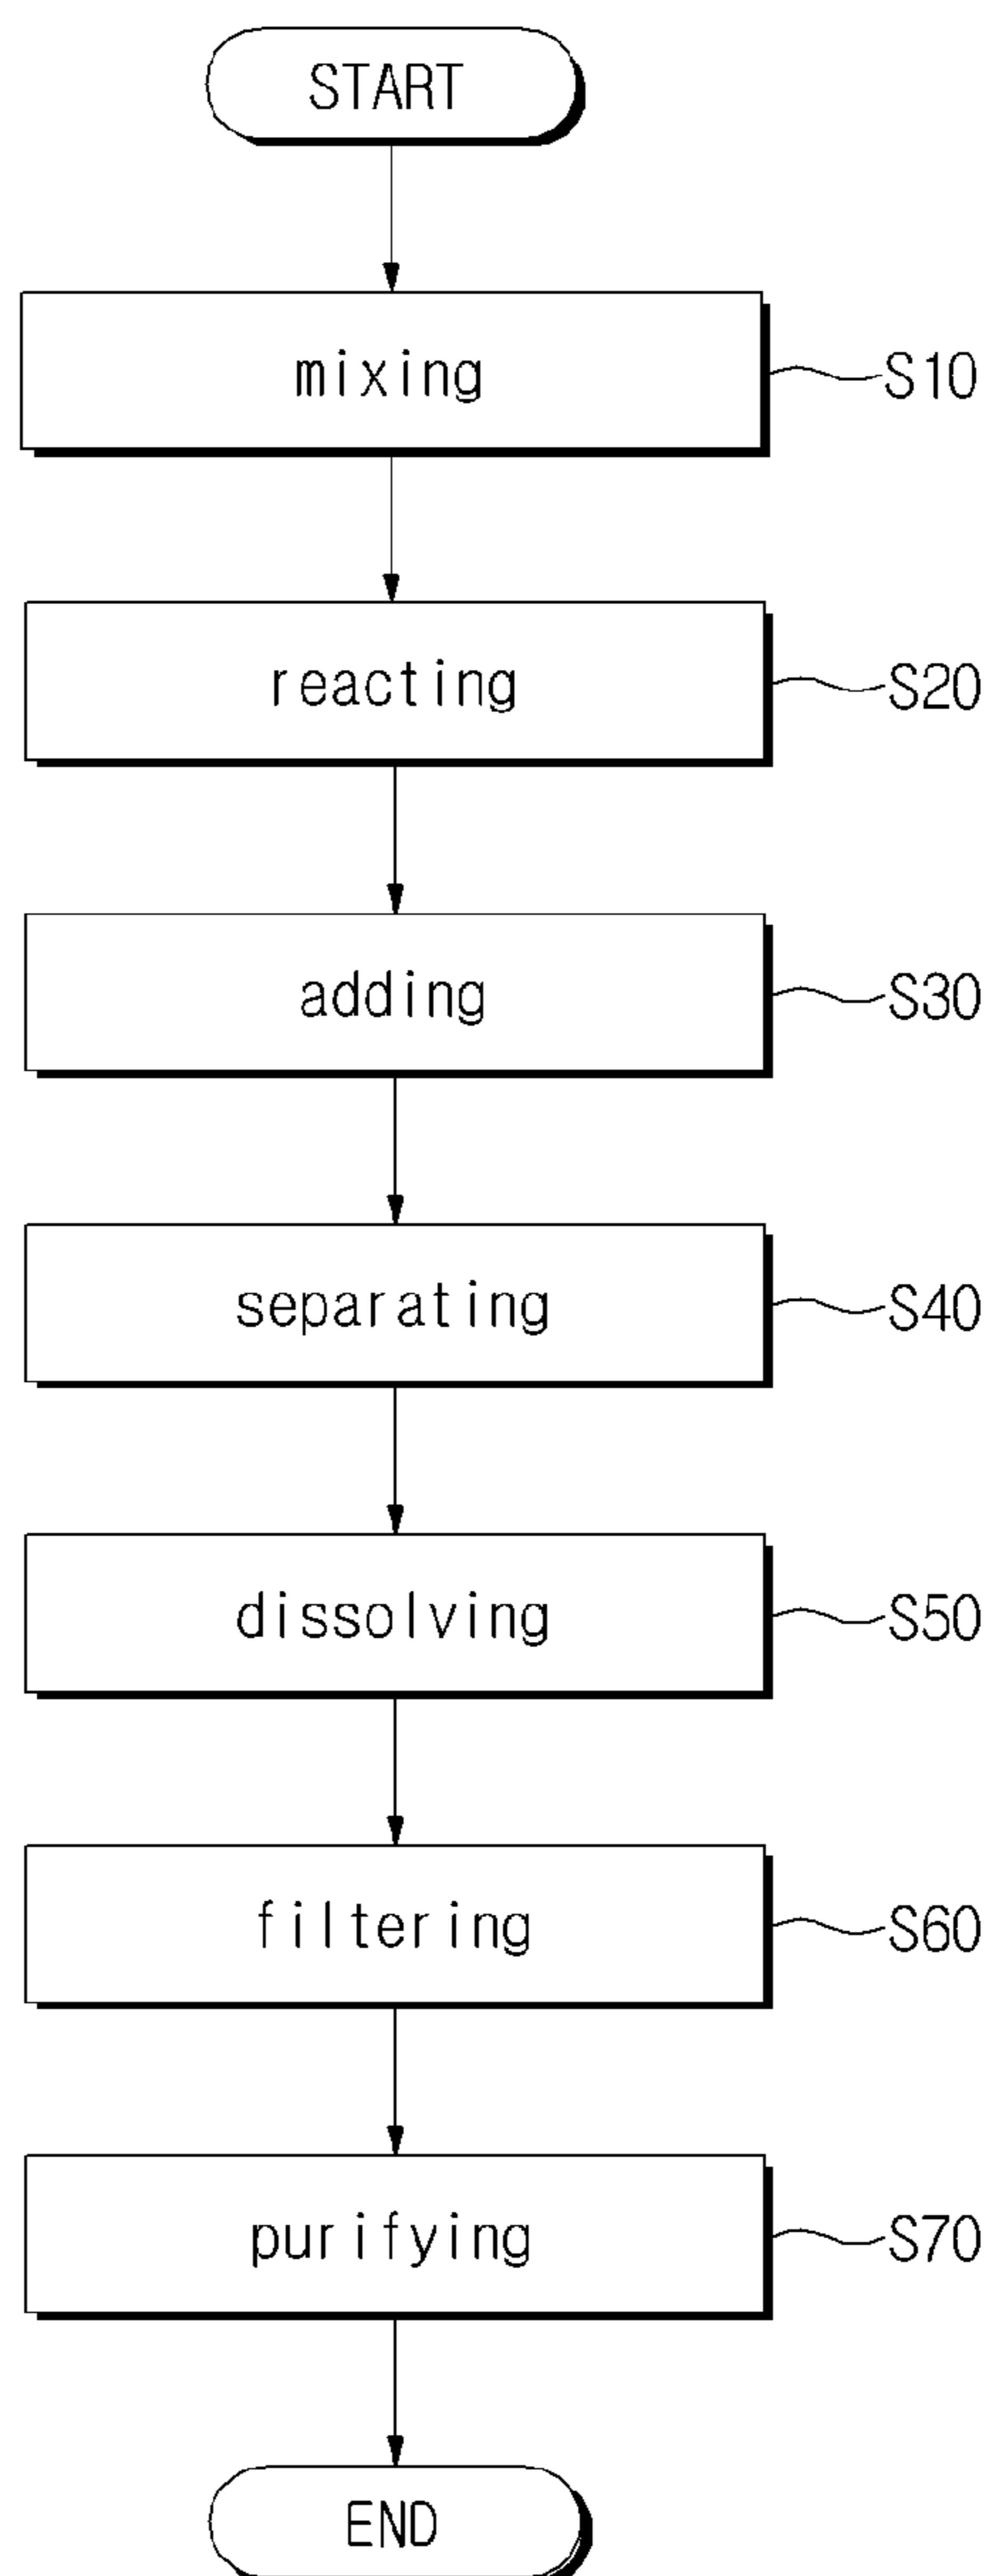 START
mixing S10
reacting S20
adding S30
separating S40
dissolving S50
filtering S60
purifying S70
END